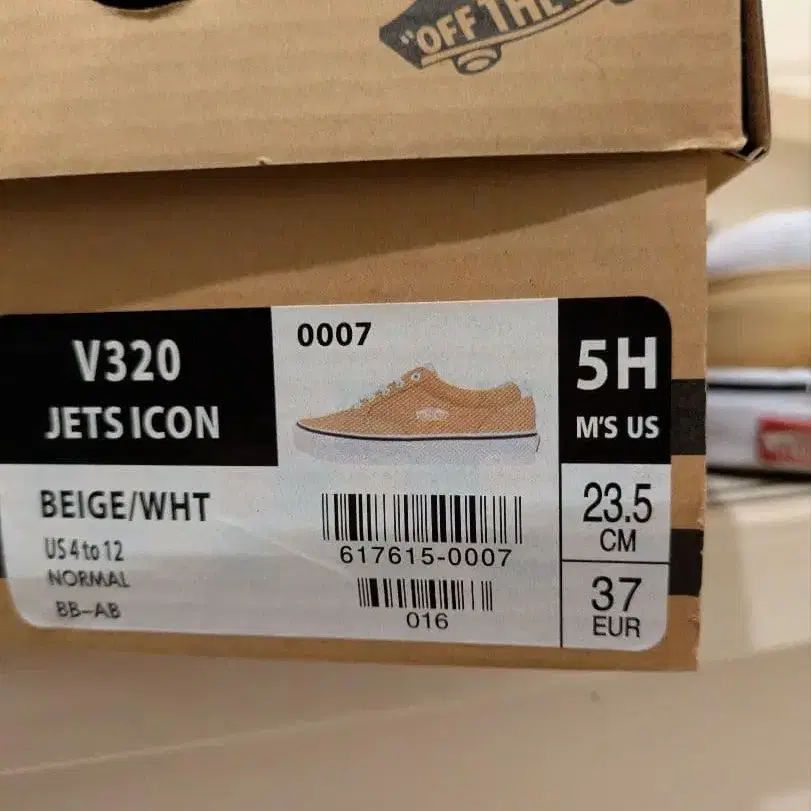 "OFF THE
V320
JETS ICON
0007
5H
M'S US
BEIGE/WHT
US 4 to 12
NORMAL
BB-AB
617615-0007
016
23.5
CM
37
EUR